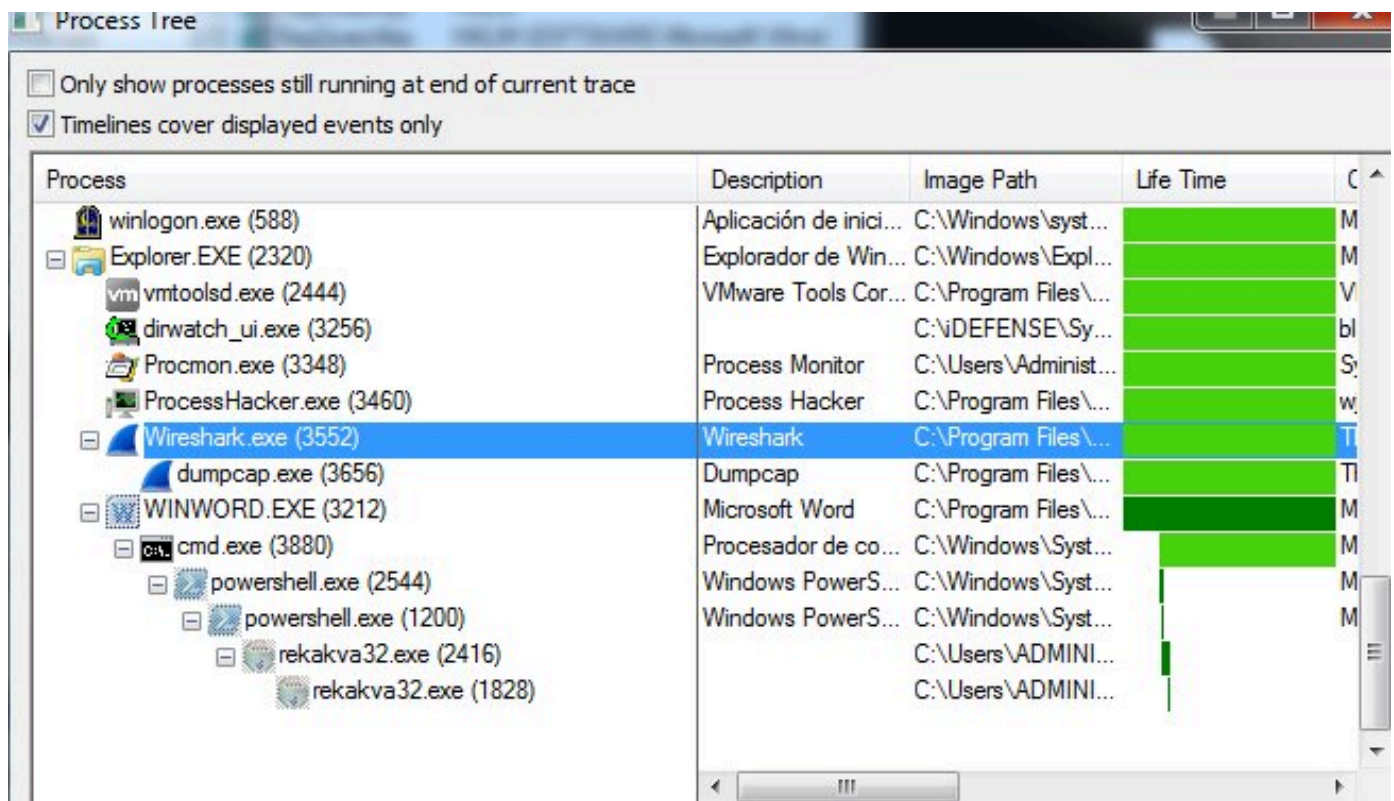 Process Tree
Only show processes still running at end of current trace
Timelines cover displayed events only
Process Description Image Path Life Time C
winlogon.exe (588) Aplicación de inici... C:\Windows\syst... M
Explorer.EXE (2320) Explorador de Win... C:\Windows\Expl... M
vm vmtoolsd.exe (2444) VMware Tools Cor... C:\Program Files\... V
dirwatch_ui.exe (3256) C:\iDEFENSE\Sy... bl
Procmon.exe (3348) Process Monitor C:\Users\Administ... Sy
ProcessHacker.exe (3460) Process Hacker C:\Program Files\... wj
Wireshark.exe (3552) Wireshark C:\Program Files\... Tl
dumpcap.exe (3656) Dumpcap C:\Program Files\... Tl
WINWORD.EXE (3212) Microsoft Word C:\Program Files\... M
C:\. cmd.exe (3880) Procesador de co... C:\Windows\Syst... M
powershell.exe (2544) Windows PowerS... C:\Windows\Syst... M
powershell.exe (1200) Windows PowerS... C:\Windows\Syst... M
rekakva32.exe (2416) C:\Users\ADMINI...
rekakva32.exe (1828) C:\Users\ADMINI...